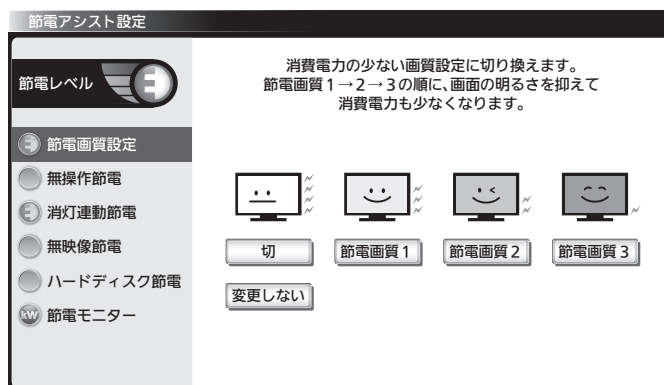 節電アシスト設定
節電レベル E
消費電力の少ない画質設定に切り換えます。
節電画質1→2→3の順に、画面の明るさを抑えて
消費電力も少なくなります。
E 節電画質設定
無操作節電
E 消灯連動節電
無映像節電
ハードディスク節電
kW 節電モニター
切
節電画質1
節電画質2
節電画質3
変更しない